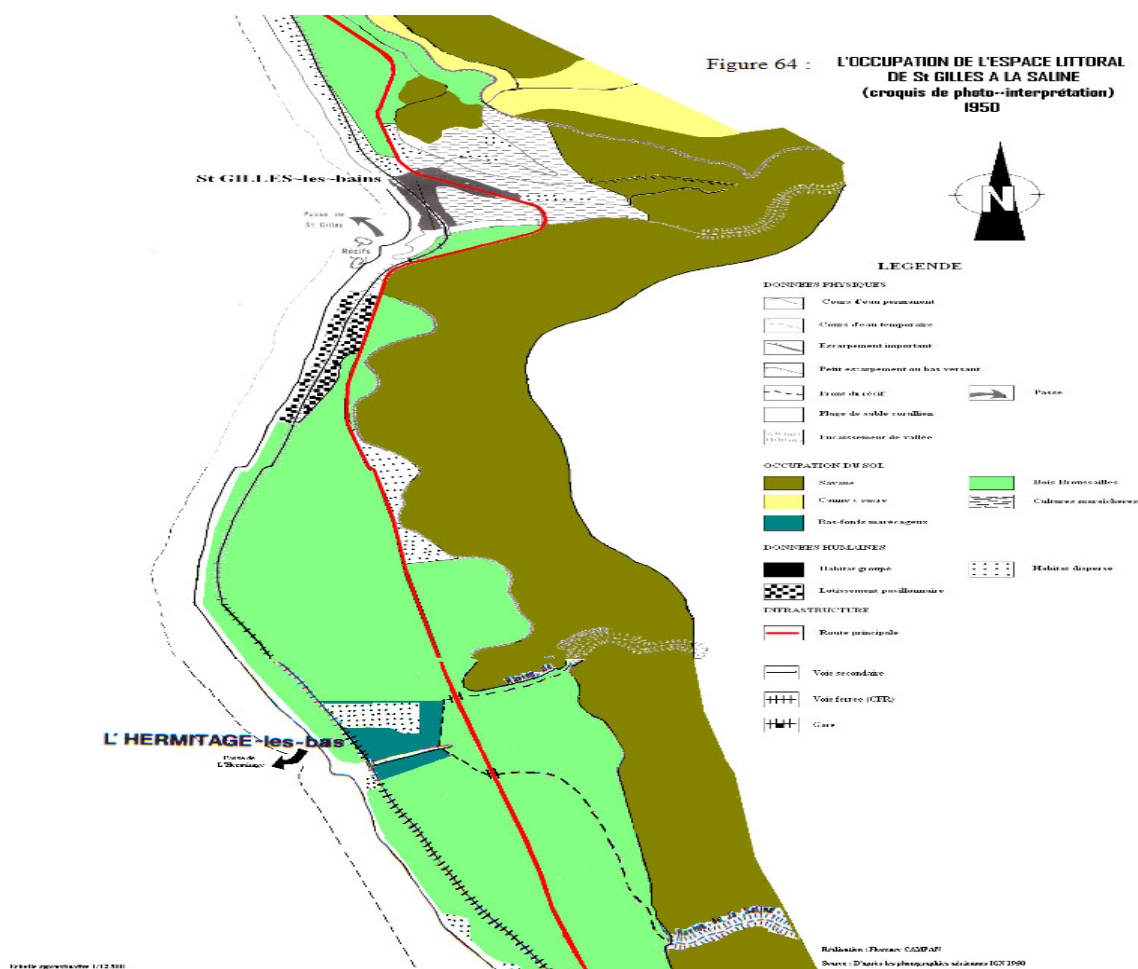 Figure 64 :
L'OCCUPATION DE L'ESPACE LITTORAL
DE St GILLES A LA SALINE
(croquis de photo--interprétation)
1950
N
St GILLES~les~bains
Passe de
St Gilles
Récifs
L'HERMITAGE~les~bas
Passe de
L'Hermitage
LEGENDE
DONNEES PHYSIQUES
Cours d'eau permanent
Cours d'eau temporaire
Escarpement important
Petit escarpement ou bas versant
Front du récif
Passe
Plage de sable corallien
Encaissement de vallée
OCCUPATION DU SOL
Savane
Bois Broussailles
Canne à sucre
Cultures maraîchères
Bas-fonds marécageux
DONNEES HUMAINES
Habitat groupé
Habitat dispersé
Lotissement pavillonnaire
INFRASTRUCTURE
Route principale
Voie secondaire
Voie ferrée (CFR)
Gare
Réalisation : Florence CAMPAN
Source : D'après les photographies aériennes IGN 1950
Echelle approximative 1/12.500